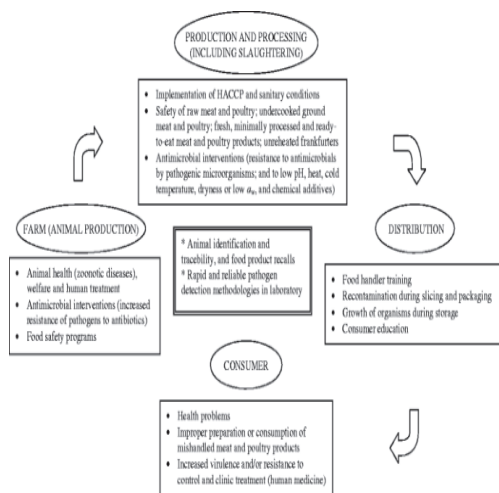 PRODUCTION AND PROCESSING
(INCLUDING SLAUGHTERING)
• Implementation of HACCP and sanitary conditions
• Safety of raw meat and poultry; undercooked ground
meat and poultry; fresh, minimally processed and ready-
to-eat meat and poultry products; unreheated frankfurters
• Antimicrobial interventions (resistance to antimicrobials
by pathogenic microorganisms; and to low pH, heat, cold
temperature, dryness or low aw, and chemical additives)
FARM (ANIMAL PRODUCTION)
• Animal health (zoonotic diseases),
welfare and human treatment
• Antimicrobial interventions (increased
resistance of pathogens to antibiotics)
• Food safety programs
* Animal identification and
tracebility, and food product recalls
* Rapid and reliable pathogen
detection methodologies in laboratory
DISTRIBUTION
• Food handler training
• Recontamination during slicing and packaging
• Growth of organisms during storage
• Consumer education
CONSUMER
• Health problems
• Improper preparation or consumption of
mishandled meat and poultry products
• Increased virulence and/or resistance to
control and clinic treatment (human medicine)